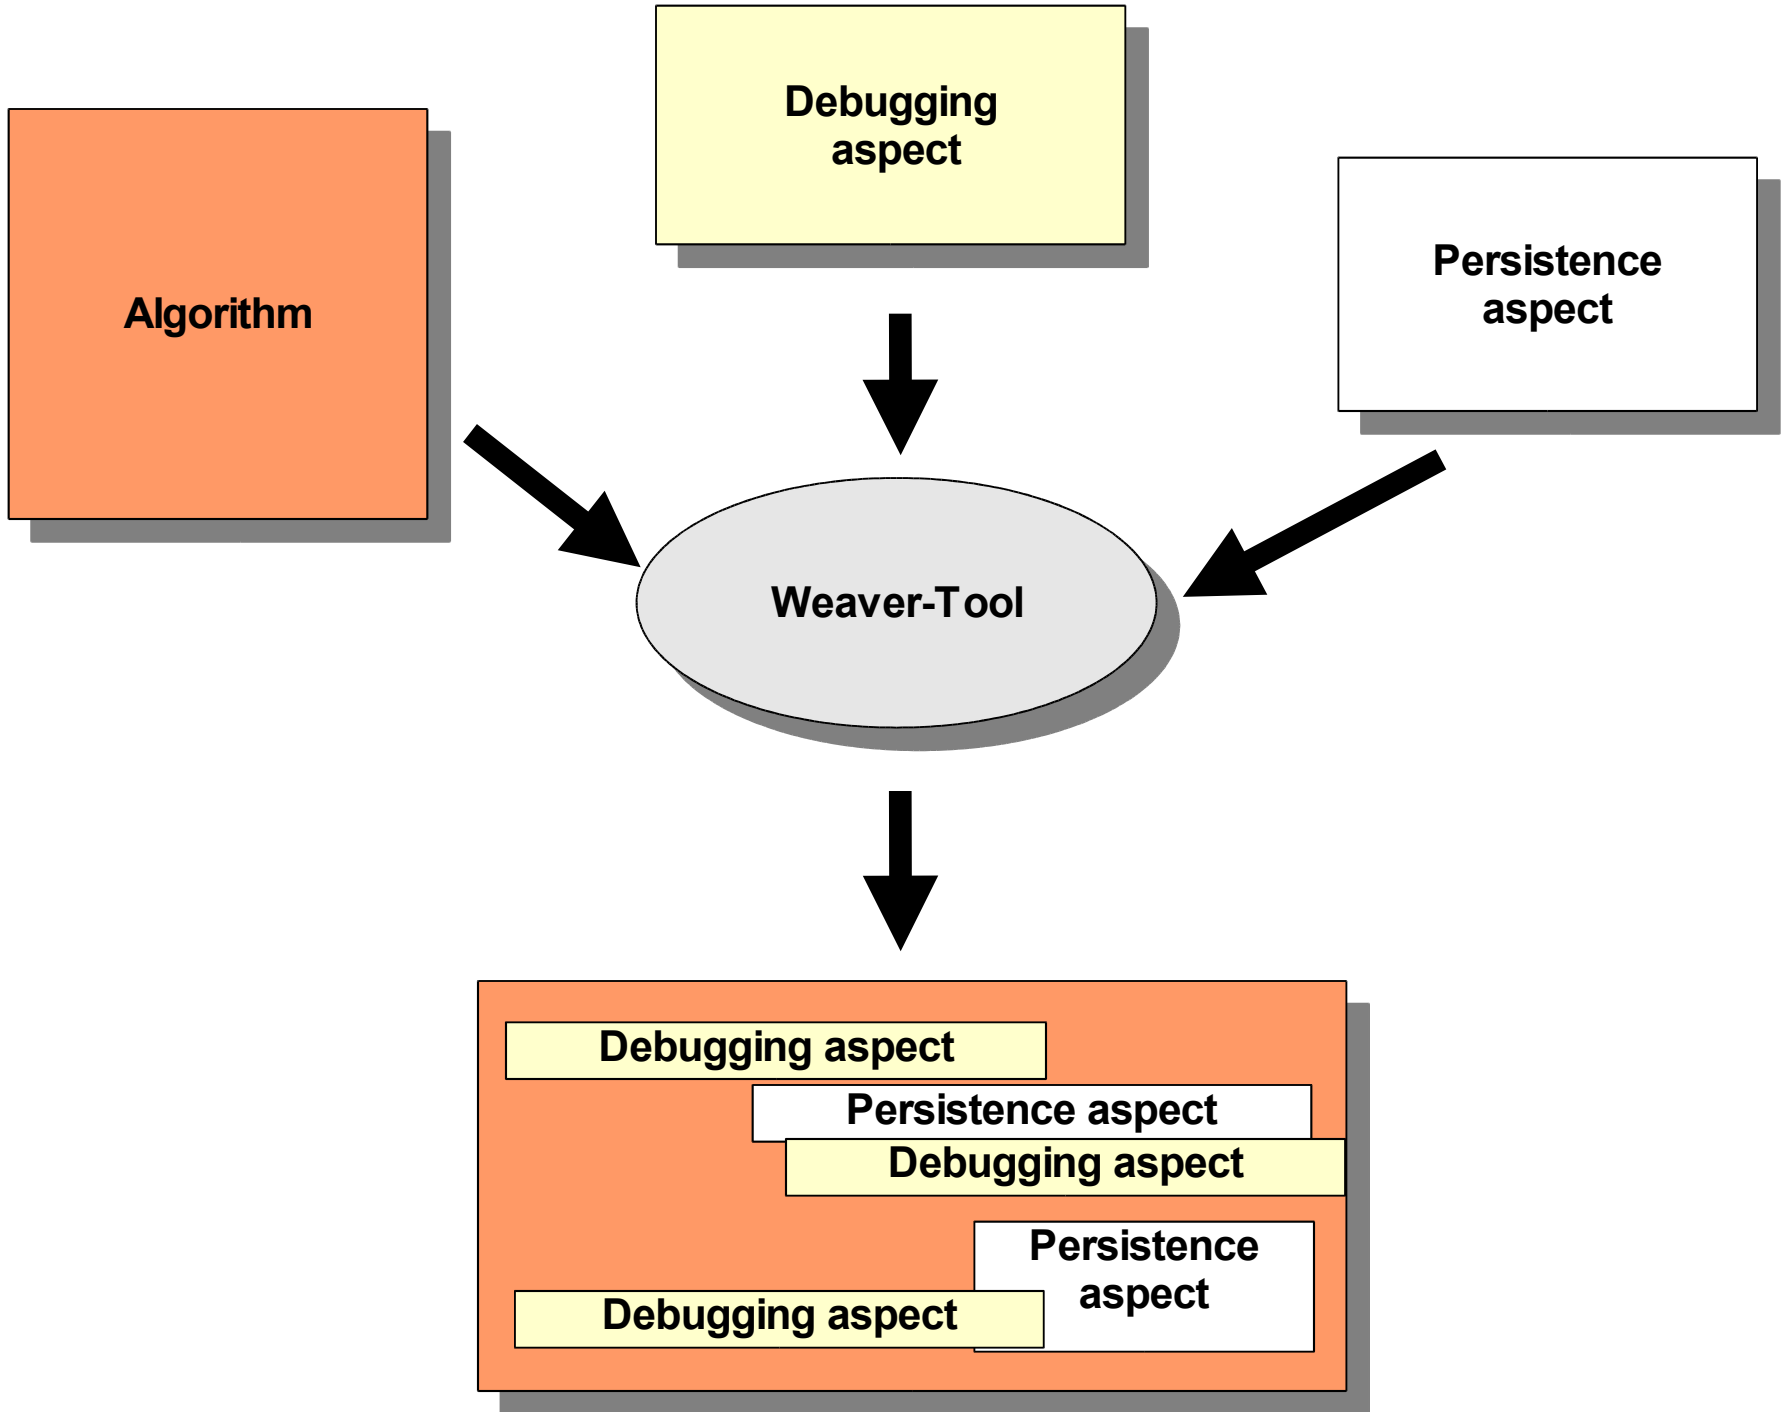 Debugging
aspect
Algorithm
Persistence
aspect
Weaver-Tool
Debugging aspect
Persistence aspect
Debugging aspect
Persistence
aspect
Debugging aspect